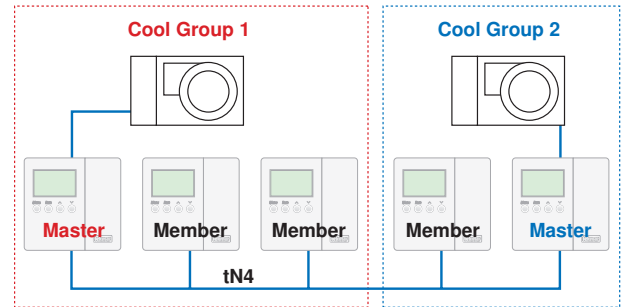 Cool Group 1
Cool Group 2
Master
Member
Member
Member
Master
tN4